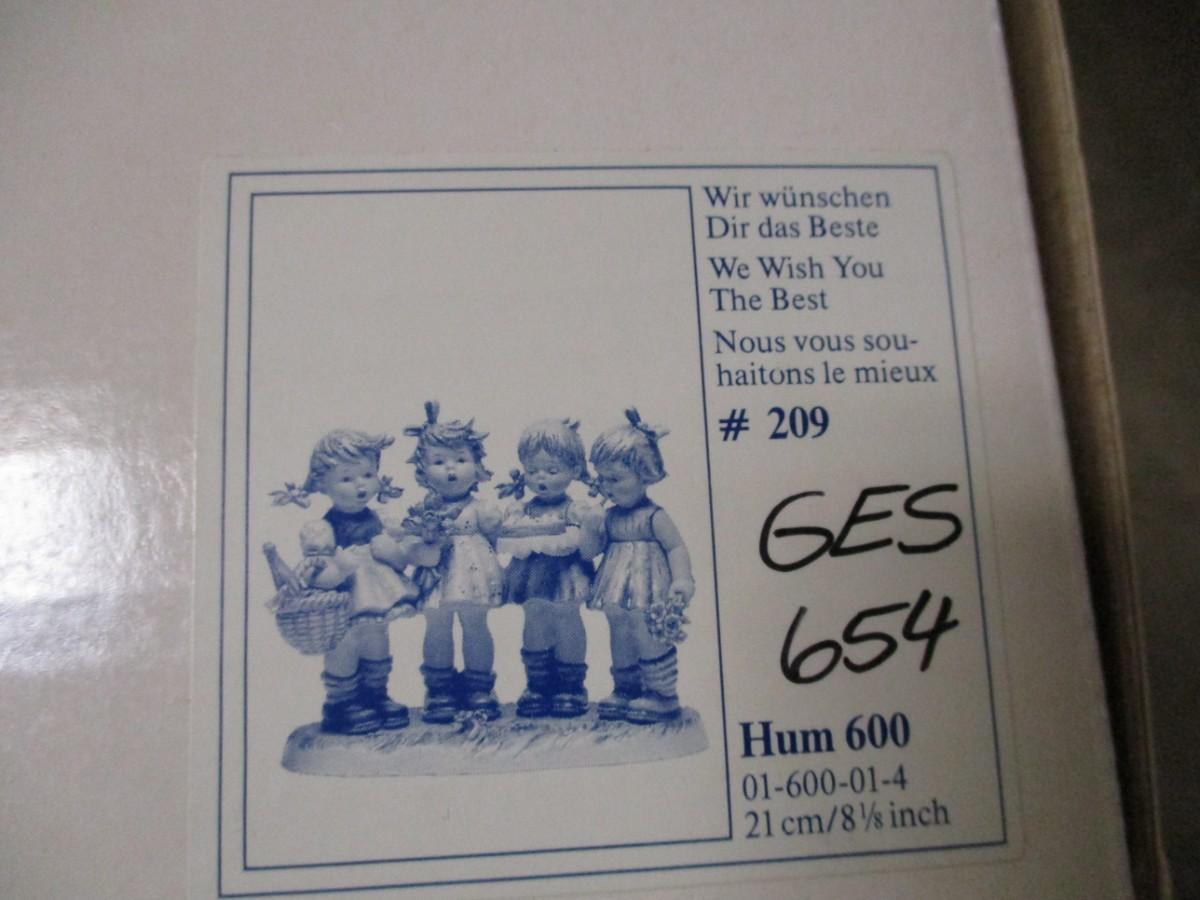 Wir wünschen
Dir das Beste
We Wish You
The Best
Nous vous sou-
haitons le mieux
# 209
GES
654
Hum 600
01-600-01-4
21 cm/8 ⅛ inch